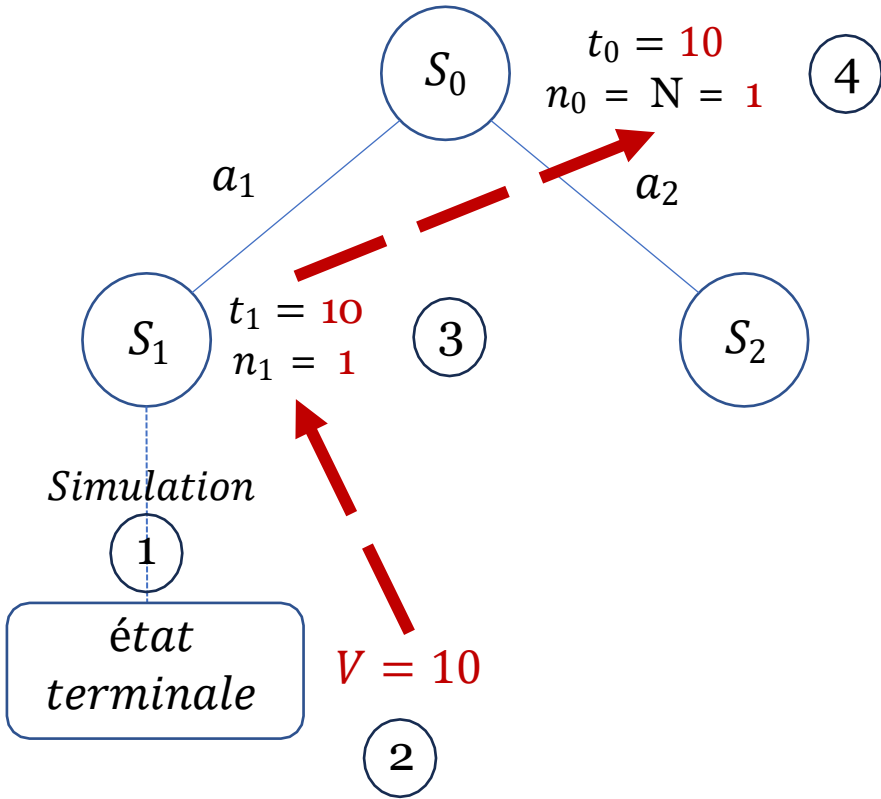 S₀
t₀ = 10
n₀ = N = 1
4
a₁
a₂
S₁
t₁ = 10
n₁ = 1
3
S₂
Simulation
1
état
terminale
V = 10
2